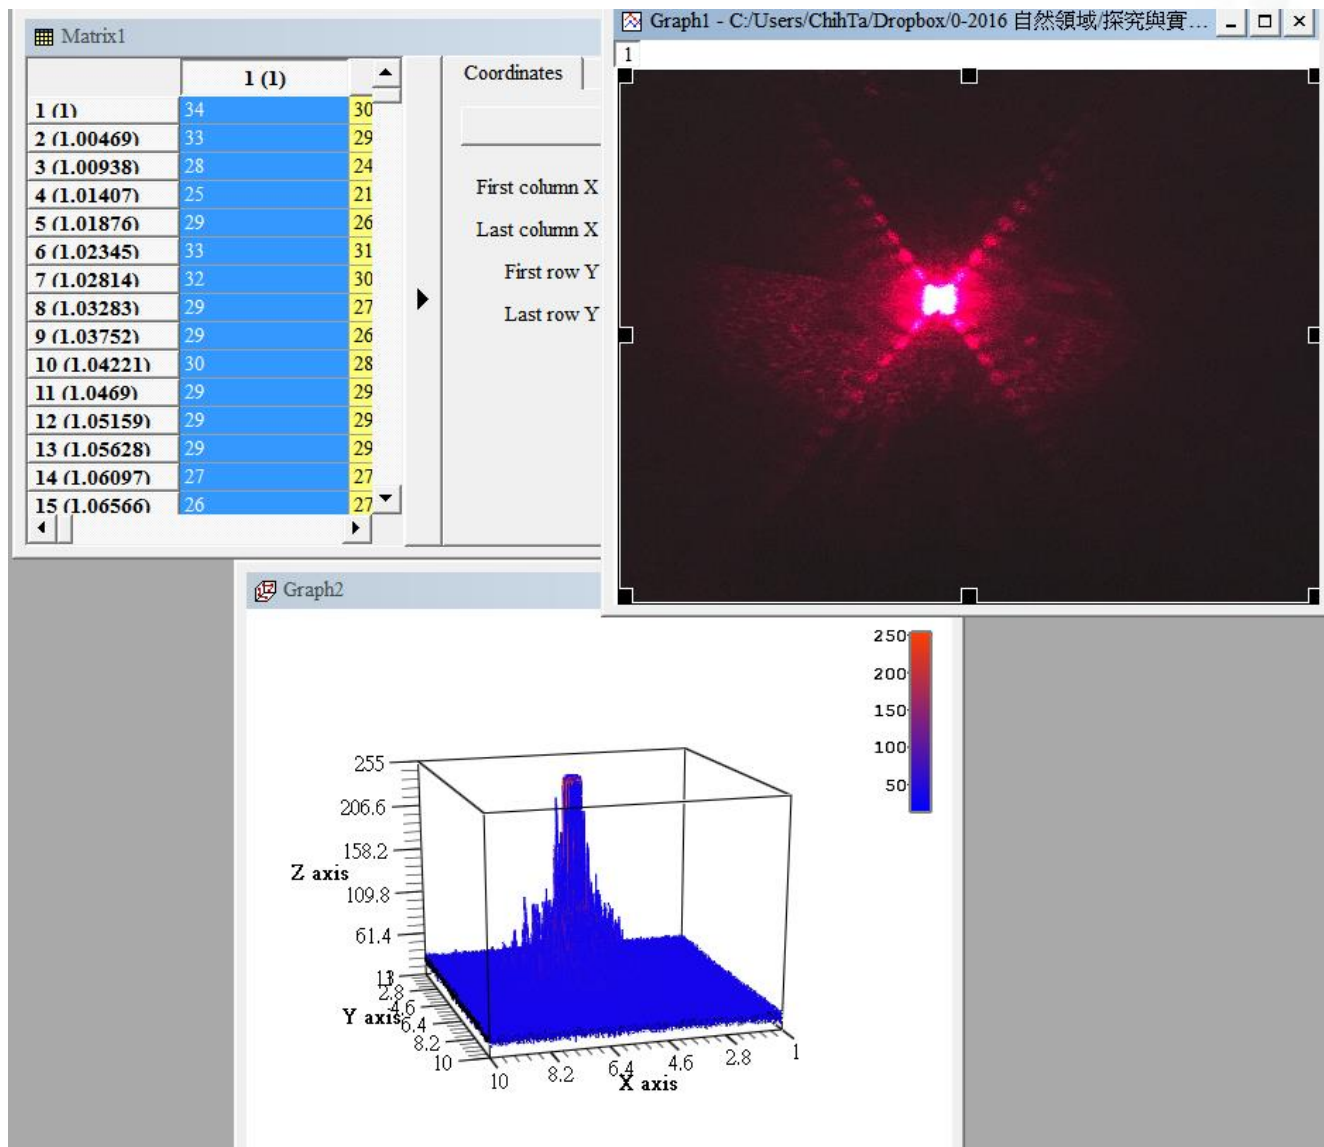 Matrix1
1 (1)
1 (1) 34 30
2 (1.00469) 33 29
3 (1.00938) 28 24
4 (1.01407) 25 21
5 (1.01876) 29 26
6 (1.02345) 33 31
7 (1.02814) 32 30
8 (1.03283) 29 27
9 (1.03752) 29 26
10 (1.04221) 30 28
11 (1.0469) 29 29
12 (1.05159) 29 29
13 (1.05628) 29 29
14 (1.06097) 27 27
15 (1.06566) 26 27
Coordinates
First column X
Last column X
First row Y
Last row Y
Graph1 - C:/Users/ChihTa/Dropbox/0-2016 自然領域/探究與實...
1
Graph2
250
200
150
100
50
255
206.6
158.2
109.8
61.4
13
Z axis
1
2.8
4.6
6.4
8.2
10
Y axis
10
8.2
6.4
4.6
2.8
1
X axis